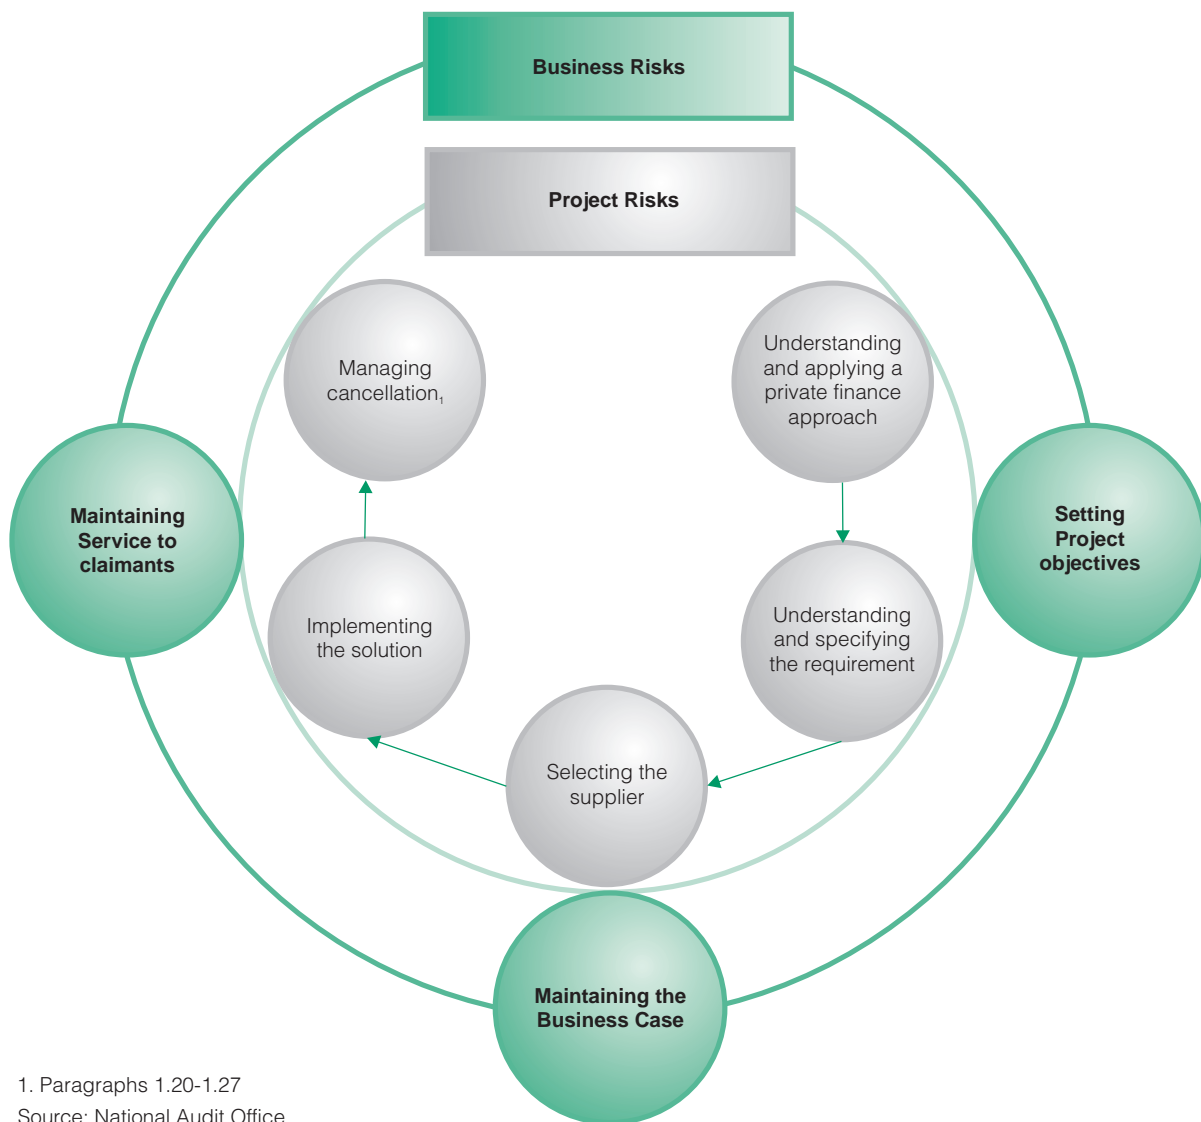 Business Risks
Project Risks
Managing
cancellation₁
Understanding
and applying a
private finance
approach
Maintaining
Service to
claimants
Setting
Project
objectives
Implementing
the solution
Understanding
and specifying
the requirement
Selecting the
supplier
Maintaining the
Business Case
1. Paragraphs 1.20-1.27
Source: National Audit Office